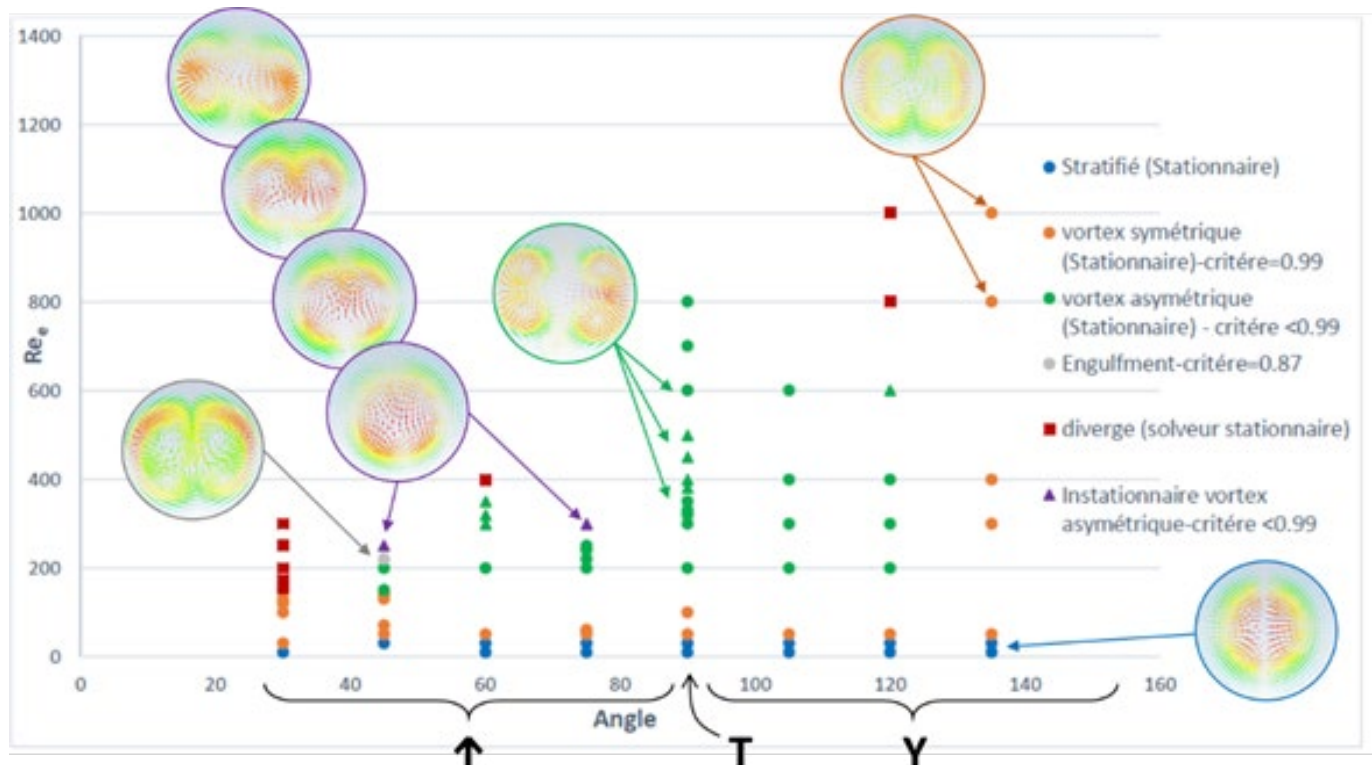 1400
1200
1000
800
600
400
200
0
Re_e
0 20 40 60 80 100 120 140 160
Angle
↑ T Y
Stratifié (Stationnaire)
vortex symétrique
(Stationnaire)-critére=0.99
vortex asymétrique
(Stationnaire) - critére <0.99
Engulfment-critére=0.87
diverge (solveur stationnaire)
Instationnaire vortex
asymétrique-critére <0.99